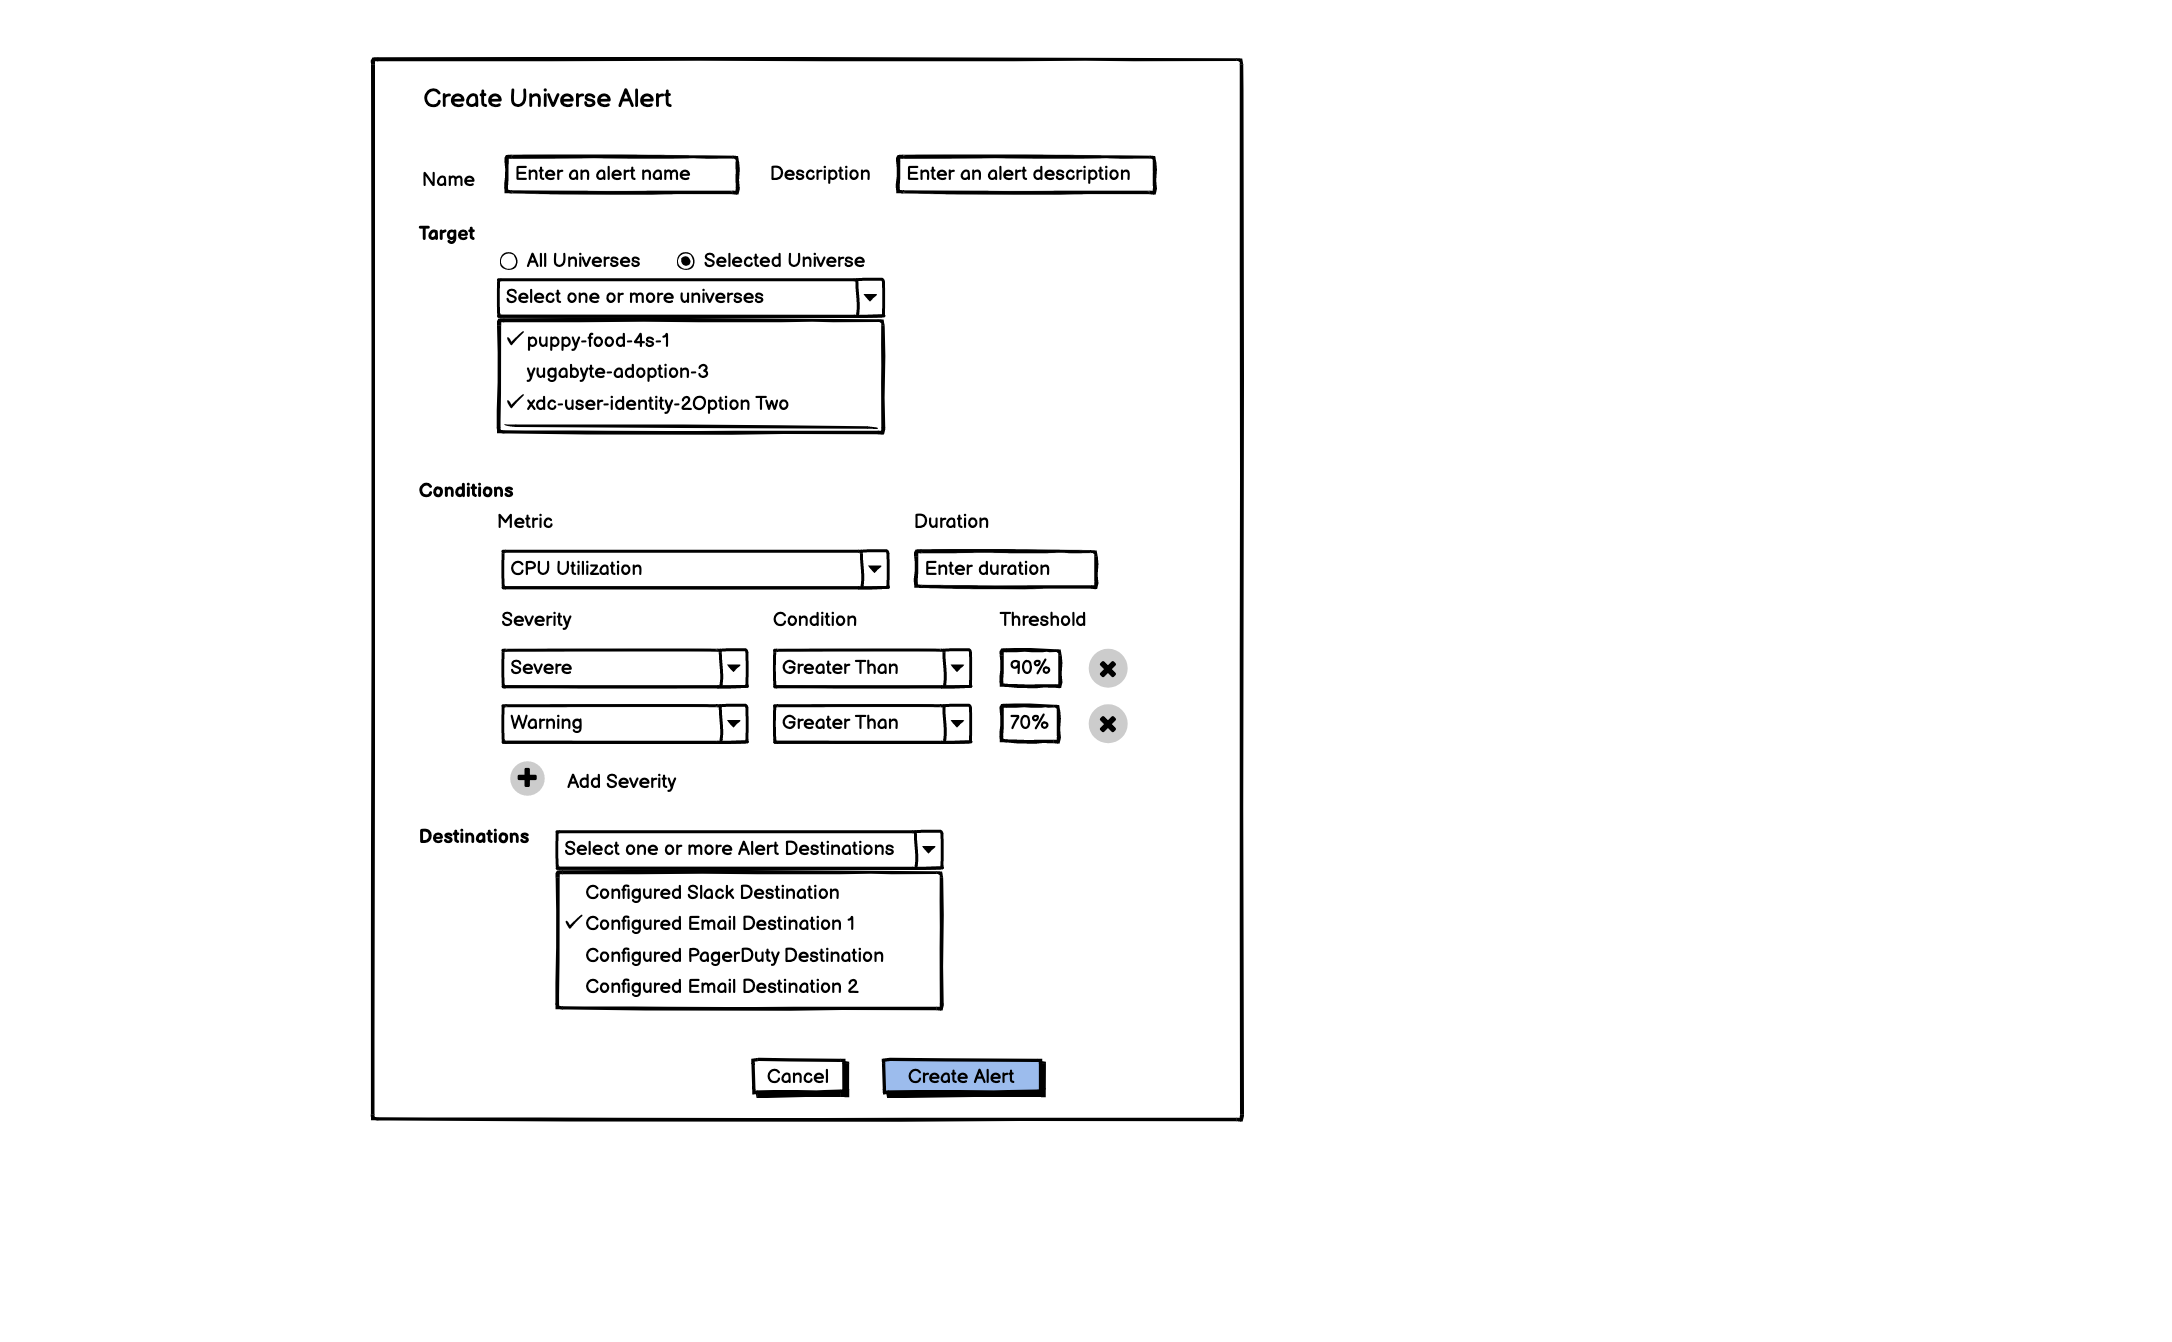 Create Universe Alert
Name Enter an alert name Description Enter an alert description
Target
All Universes Selected Universe
Select one or more universes
puppy-food-4s-1
yugabyte-adoption-3
xdc-user-identity-2Option Two
Conditions
Metric Duration
CPU Utilization Enter duration
Severity Condition Threshold
Severe Greater Than 90%
Warning Greater Than 70%
Add Severity
Destinations Select one or more Alert Destinations
Configured Slack Destination
Configured Email Destination 1
Configured PagerDuty Destination
Configured Email Destination 2
Cancel Create Alert